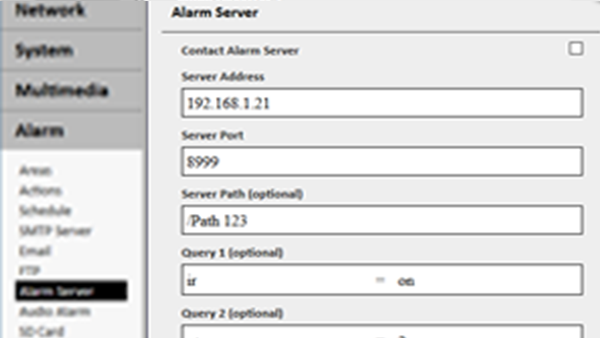 Network
System
Multimedia
Alarm
Areas
Actions
Schedule
SMTP Server
Email
FTP
Alarm Server
Audio Alarm
SD-Card
Alarm Server
Contact Alarm Server
Server Address
192.168.1.21
Server Port
8999
Server Path (optional)
/Path 123
Query 1 (optional)
ir = on
Query 2 (optional)
=